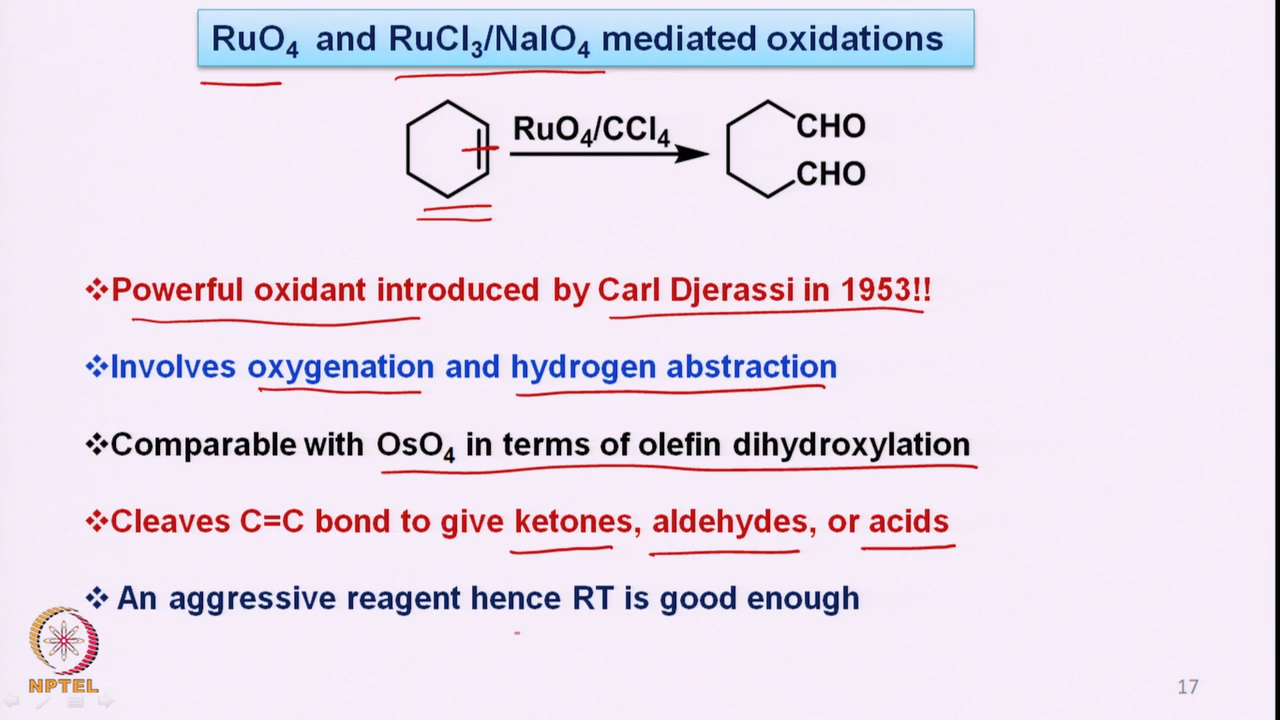 RuO₄ and RuCl₃/NaIO₄ mediated oxidations
RuO₄/CCl₄
CHO
CHO
❖Powerful oxidant introduced by Carl Djerassi in 1953!!
❖Involves oxygenation and hydrogen abstraction
❖Comparable with OsO₄ in terms of olefin dihydroxylation
❖Cleaves C=C bond to give ketones, aldehydes, or acids
❖ An aggressive reagent hence RT is good enough
NPTEL
17